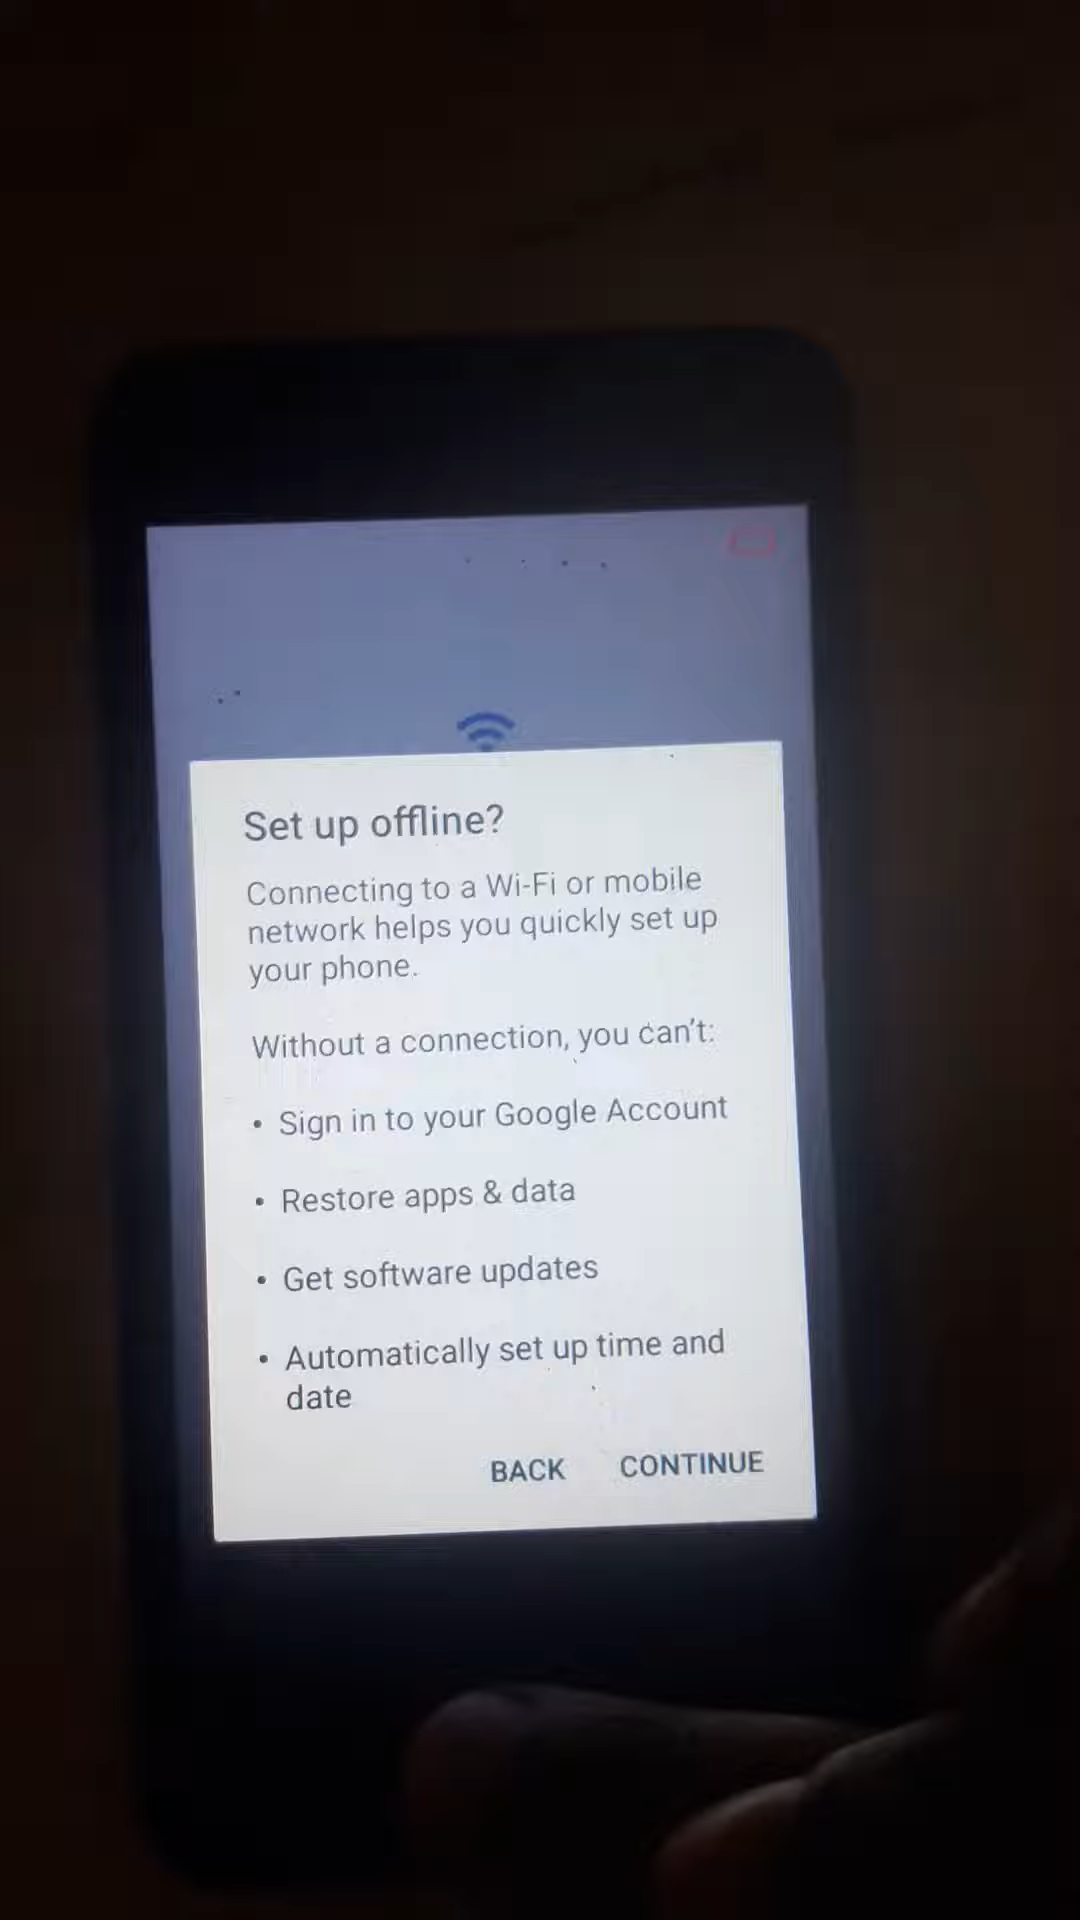 Set up offline?
Connecting to a Wi-Fi or mobile
network helps you quickly set up
your phone.
Without a connection, you can't:
• Sign in to your Google Account
• Restore apps & data
• Get software updates
• Automatically set up time and
date
BACK CONTINUE